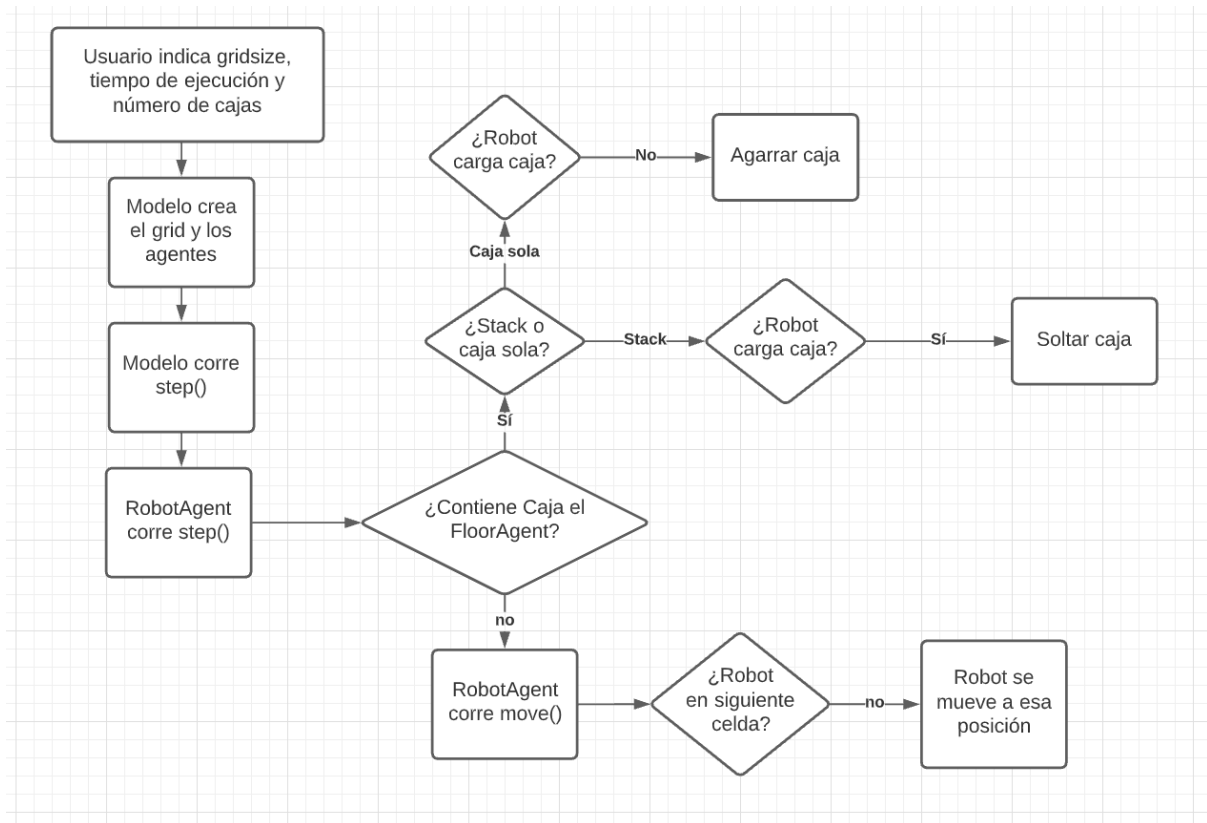 Usuario indica gridsize,
tiempo de ejecución y
número de cajas
Modelo crea
el grid y los
agentes
Modelo corre
step()
RobotAgent
corre step()
¿Contiene Caja el
FloorAgent?
Sí
¿Stack o
caja sola?
Caja sola
¿Robot
carga caja?
No
Agarrar caja
Stack
¿Robot
carga caja?
Sí
Soltar caja
no
RobotAgent
corre move()
¿Robot
en siguiente
celda?
no
Robot se
mueve a esa
posición